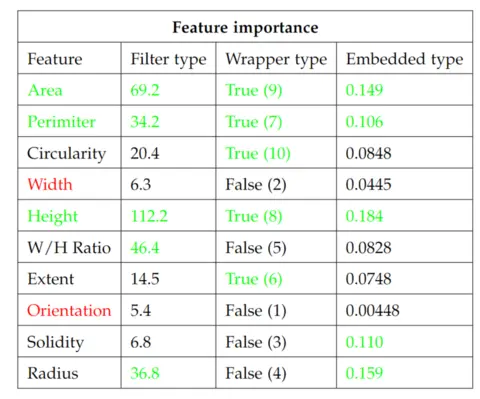 Feature importance
Feature Filter type Wrapper type Embedded type
Area 69.2 True (9) 0.149
Perimiter 34.2 True (7) 0.106
Circularity 20.4 True (10) 0.0848
Width 6.3 False (2) 0.0445
Height 112.2 True (8) 0.184
W/H Ratio 46.4 False (5) 0.0828
Extent 14.5 True (6) 0.0748
Orientation 5.4 False (1) 0.00448
Solidity 6.8 False (3) 0.110
Radius 36.8 False (4) 0.159